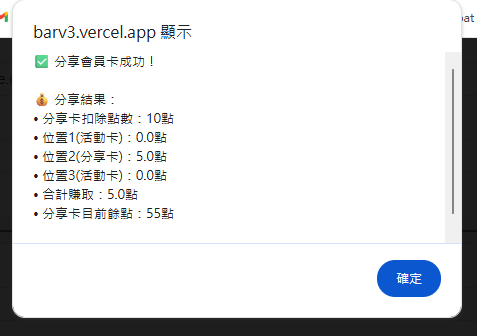 barv3.vercel.app 顯示
✅ 分享會員卡成功！
💰 分享結果：
• 分享卡扣除點數：10點
• 位置1(活動卡)：0.0點
• 位置2(分享卡)：5.0點
• 位置3(活動卡)：0.0點
• 合計賺取：5.0點
• 分享卡目前餘點：55點
確定